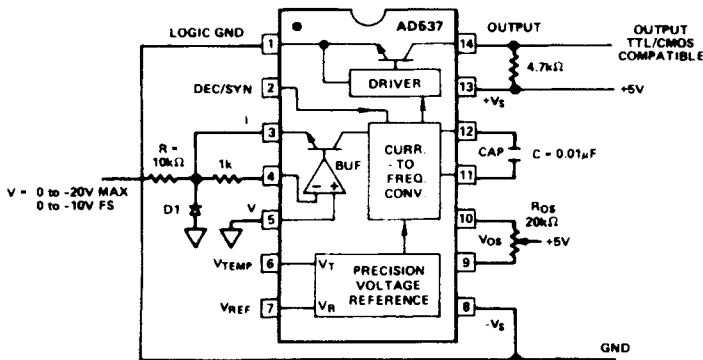 LOGIC GND
1
DEC/SYN
2
I
3
R =
10kΩ
1k
4
V = 0 to -20V MAX
0 to -10V FS
D1
V
5
VTEMP
6
VREF
7
AD537
DRIVER
BUF
- +
CURR.
- TO
FREQ.
CONV.
VT
VR
PRECISION
VOLTAGE
REFERENCE
14
OUTPUT
OUTPUT
TTL/CMOS
COMPATIBLE
4.7kΩ
13
+VS
+5V
12
CAP
C = 0.01µF
11
10
ROS
20kΩ
VOS
+5V
9
8
-VS
GND